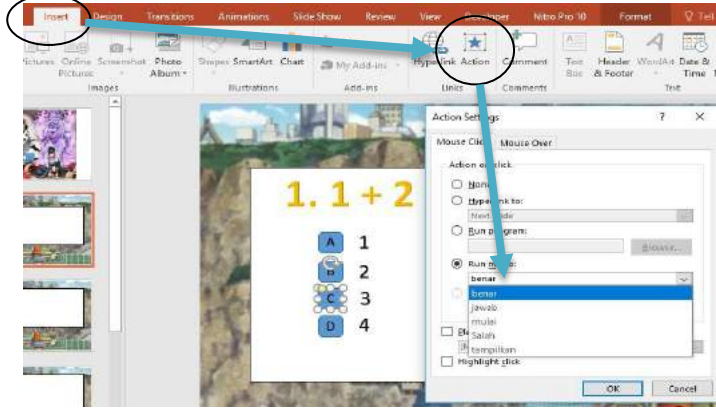 Insert Design Transitions Animations Slide Show Review View Developer Nitro Pro 10 Format Tell
Pictures Online Pictures Screenshot Photo Album Shapes SmartArt Chart My Add-ins Hyperlink Action Comment Text Box Header & Footer WordArt Date & Time
Images Illustrations Add-ins Links Comments Text
Action Settings ? X
Mouse Click Mouse Over
Action on click
None
Hyperlink to:
Next Slide
Run program:
Browse...
Run macro:
benar
benar
jawab
mulai
Salah
tampilkan
Highlight click
OK Cancel
1. 1 + 2
A 1
B 2
C 3
D 4